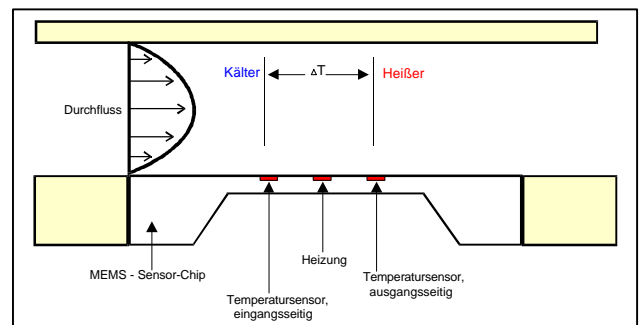 Kälter
ΔT
Heißer
Durchfluss
MEMS - Sensor-Chip
Heizung
Temperatursensor,
eingangsseitig
Temperatursensor,
ausgangsseitig